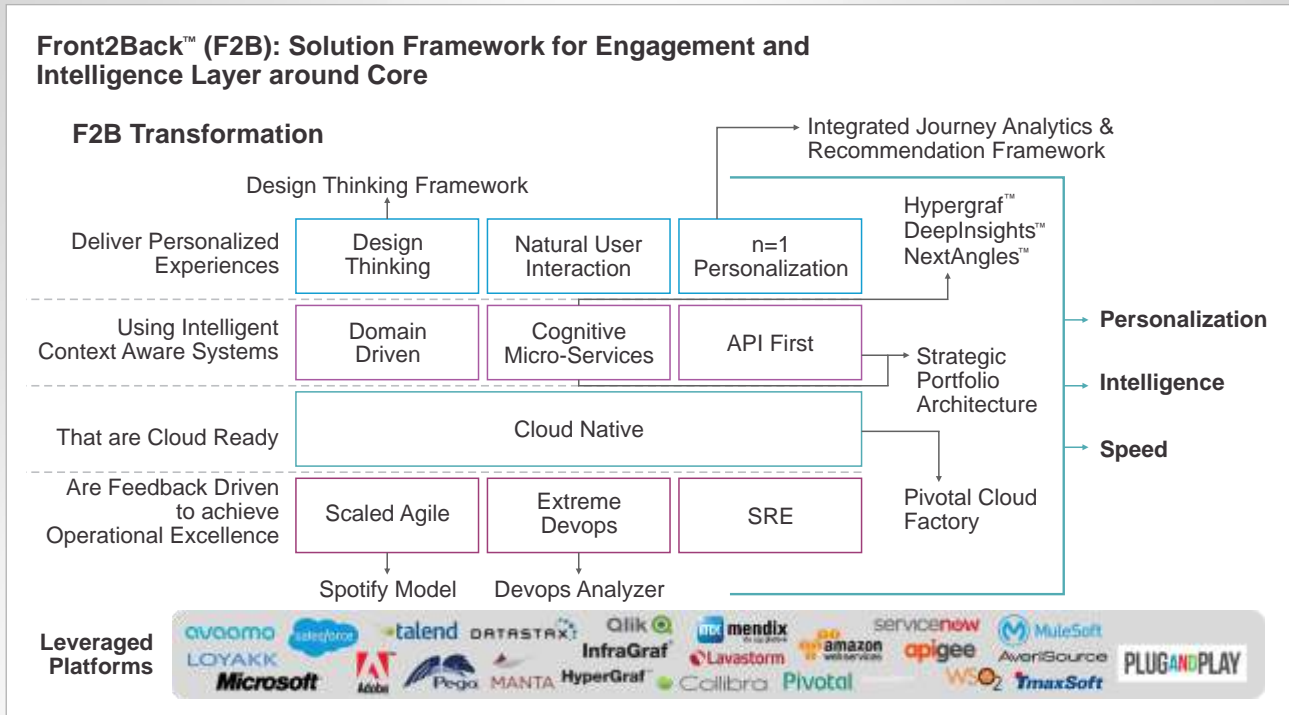 Front2Back™ (F2B): Solution Framework for Engagement and
Intelligence Layer around Core
F2B Transformation
Integrated Journey Analytics &
Recommendation Framework
Design Thinking Framework
Hypergraf™
DeepInsights™
NextAngles™
Deliver Personalized
Experiences
Design
Thinking
Natural User
Interaction
n=1
Personalization
Using Intelligent
Context Aware Systems
Domain
Driven
Cognitive
Micro-Services
API First
Strategic
Portfolio
Architecture
Personalization
Intelligence
Speed
That are Cloud Ready
Cloud Native
Pivotal Cloud
Factory
Are Feedback Driven
to achieve
Operational Excellence
Scaled Agile
Extreme
Devops
SRE
Spotify Model
Devops Analyzer
Leveraged
Platforms
avaamo
salesforce
talend
DATASTAX
Qlik
mendix
amazon
web services
servicenow
MuleSoft
LOYAKK
InfraGraf
Lavastorm
apigee
AvoriSource
PLUGANDPLAY
Microsoft
Adobe
Pega
MANTA
HyperGraf™
Collibra
Pivotal
WSO2
TmaxSoft